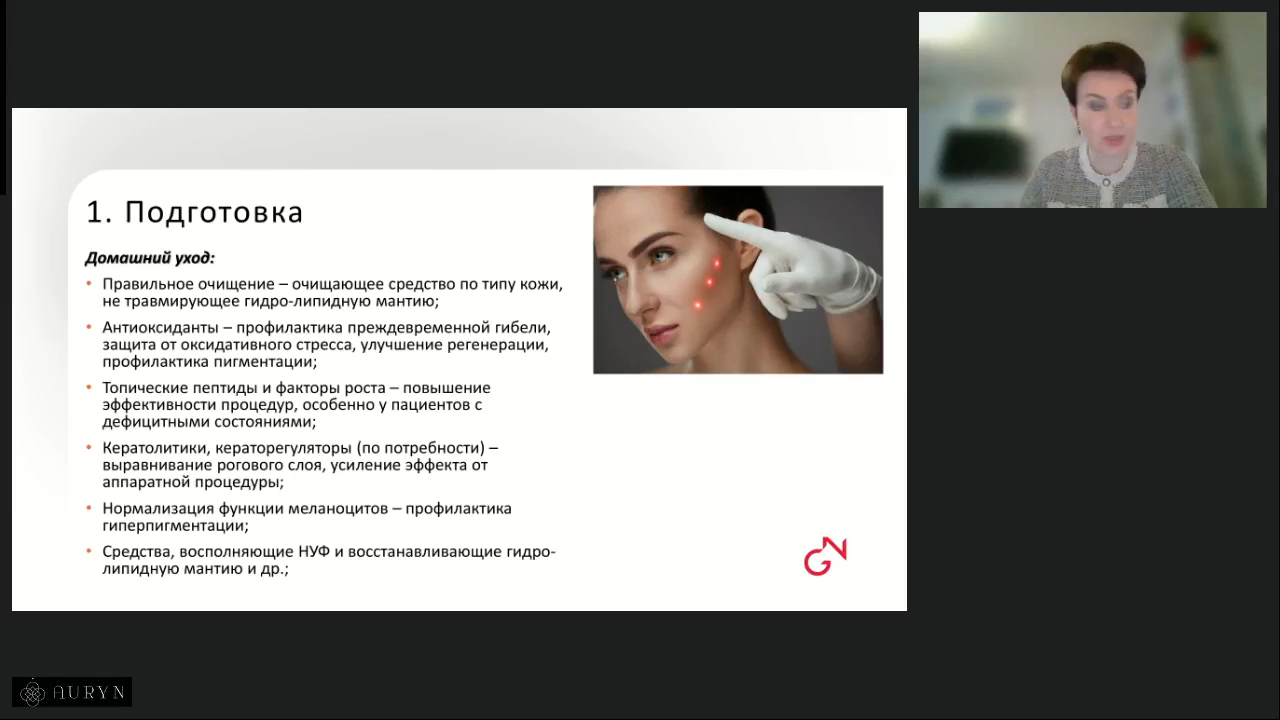 1. Подготовка
Домашний уход:
• Правильное очищение – очищающее средство по типу кожи,
не травмирующее гидро-липидную мантию;
• Антиоксиданты – профилактика преждевременной гибели,
защита от оксидативного стресса, улучшение регенерации,
профилактика пигментации;
• Топические пептиды и факторы роста – повышение
эффективности процедур, особенно у пациентов с
дефицитными состояниями;
• Кератолитики, кераторегуляторы (по потребности) –
выравнивание рогового слоя, усиление эффекта от
аппаратной процедуры;
• Нормализация функции меланоцитов – профилактика
гиперпигментации;
• Средства, восполняющие НУФ и восстанавливающие гидро-
липидную мантию и др.;
GN
AURYN